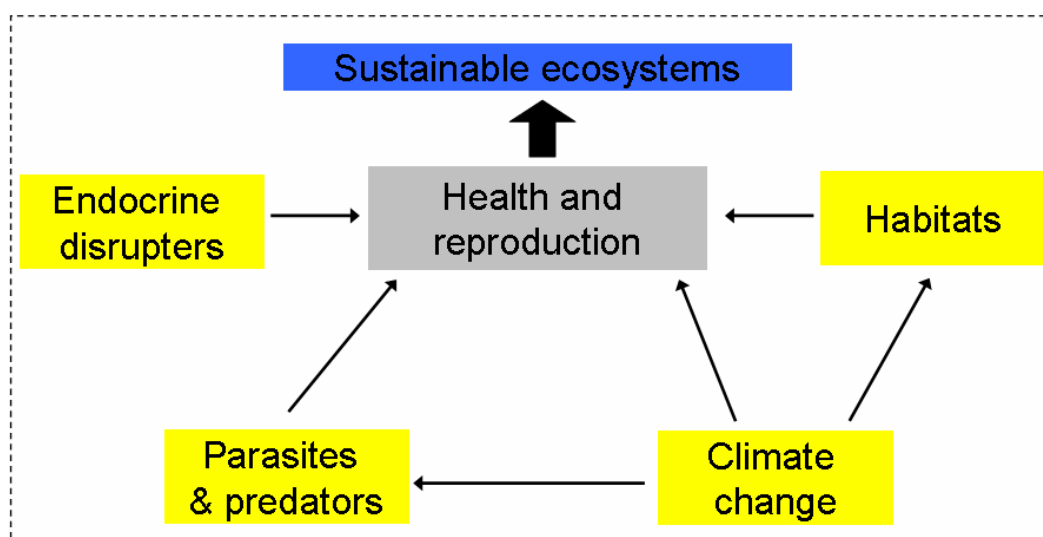 Sustainable ecosystems
Endocrine
disrupters
Health and
reproduction
Habitats
Parasites
& predators
Climate
change